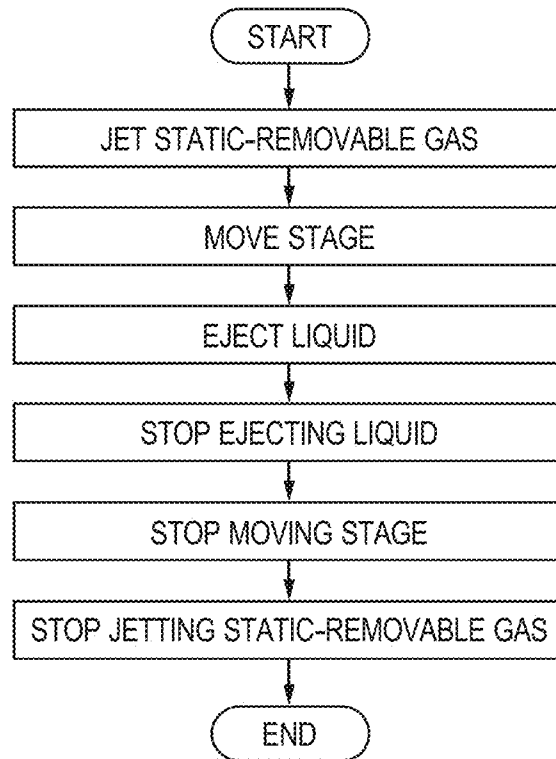 START
JET STATIC-REMOVABLE GAS
MOVE STAGE
EJECT LIQUID
STOP EJECTING LIQUID
STOP MOVING STAGE
STOP JETTING STATIC-REMOVABLE GAS
END